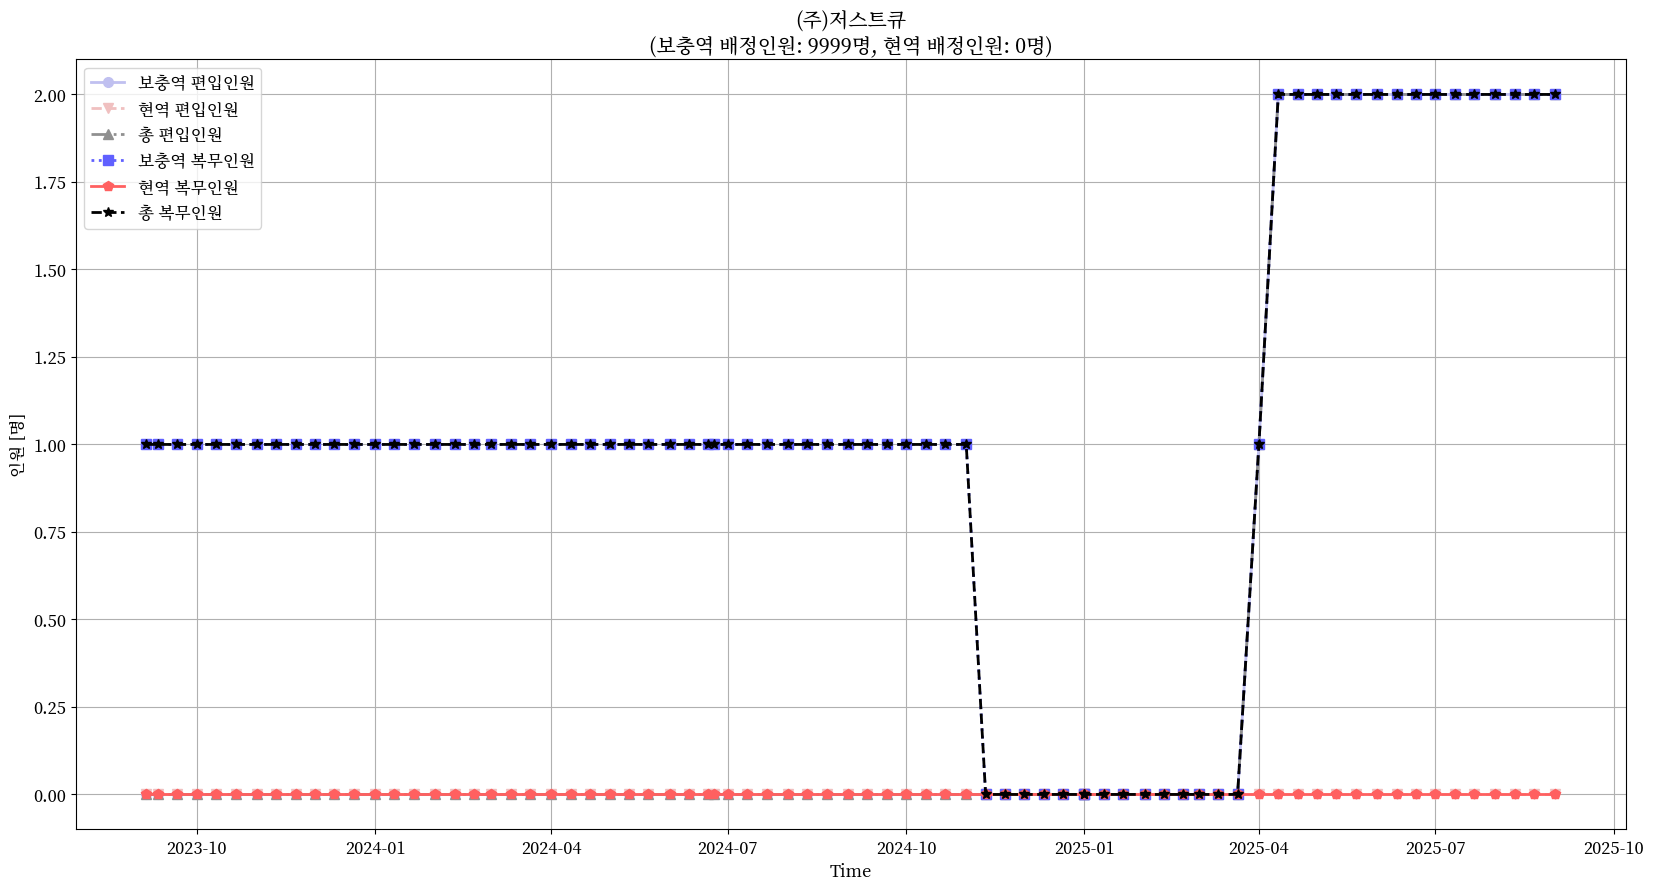 (주)저스트큐
(보충역 배정인원: 9999명, 현역 배정인원: 0명)
보충역 편입인원
현역 편입인원
총 편입인원
보충역 복무인원
현역 복무인원
총 복무인원
인원 [명]
2.00
1.75
1.50
1.25
1.00
0.75
0.50
0.25
0.00
2023-10 2024-01 2024-04 2024-07 2024-10 2025-01 2025-04 2025-07 2025-10
Time